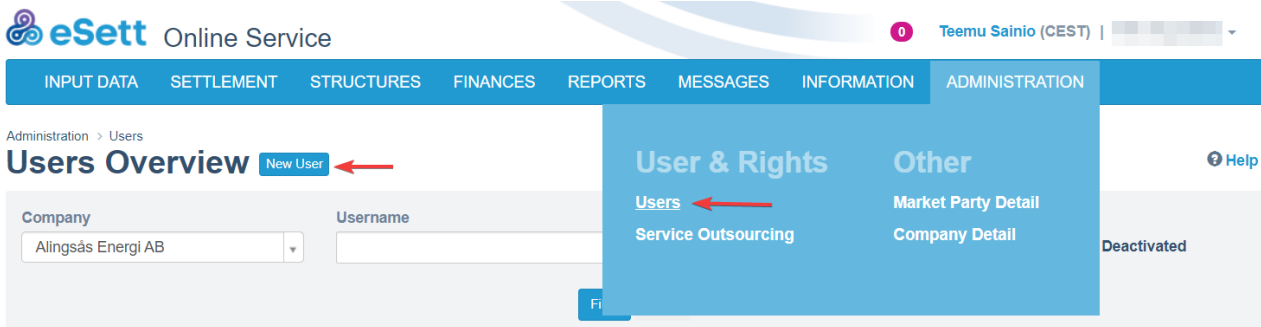 eSett Online Service
0 Teemu Sainio (CEST) |
INPUT DATA SETTLEMENT STRUCTURES FINANCES REPORTS MESSAGES INFORMATION ADMINISTRATION
Administration > Users
Users Overview New User
Help
User & Rights
Users
Service Outsourcing
Other
Market Party Detail
Company Detail
Company
Alingsås Energi AB
Username
Deactivated